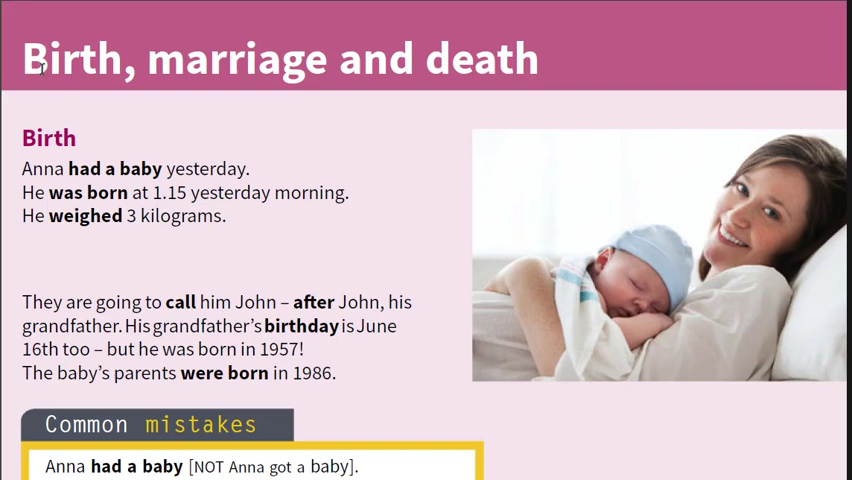 Birth, marriage and death
Birth
Anna had a baby yesterday.
He was born at 1.15 yesterday morning.
He weighed 3 kilograms.
They are going to call him John – after John, his
grandfather. His grandfather's birthday is June
16th too – but he was born in 1957!
The baby's parents were born in 1986.
Common mistakes
Anna had a baby [NOT Anna got a baby].